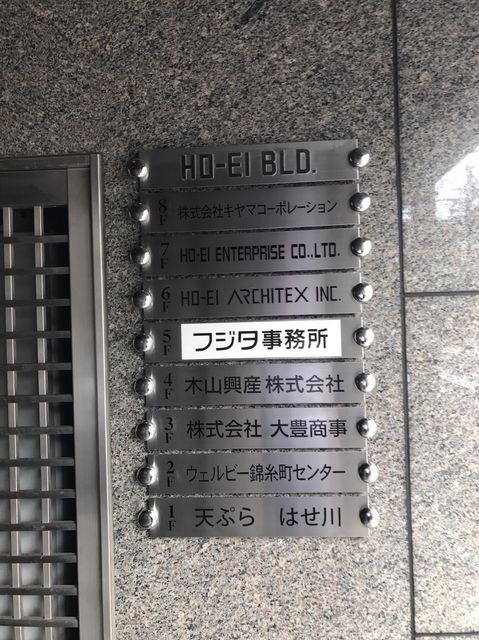 HO-EI BLD.
8F 株式会社キヤマコーポレーション
7F HO-EI ENTERPRISE CO.,LTD.
6F HO-EI ARCHITEX INC.
5F フジタ事務所
4F 木山興産株式会社
3F 株式会社 大豊商事
2F ウェルビー錦糸町センター
1F 天ぷら はせ川